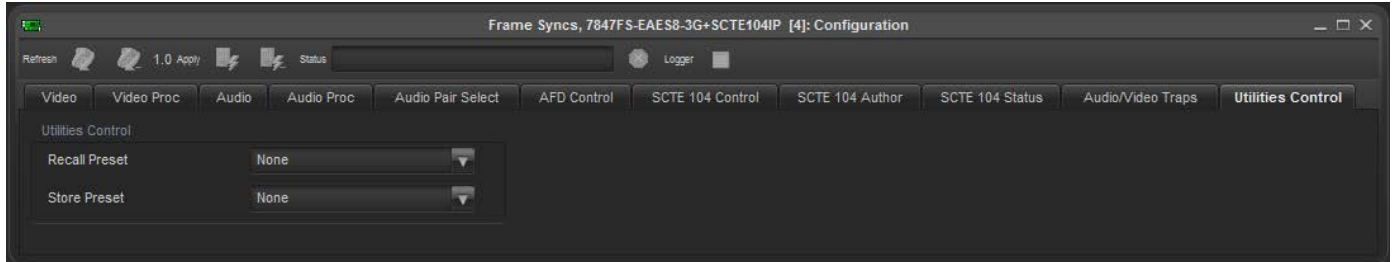 Frame Syncs, 7847FS-EAES8-3G+SCTE104IP [4]: Configuration
Refresh 1.0 Apply Status Logger
Video Video Proc Audio Audio Proc Audio Pair Select AFD Control SCTE 104 Control SCTE 104 Author SCTE 104 Status Audio/Video Traps Utilities Control
Utilities Control
Recall Preset None
Store Preset None